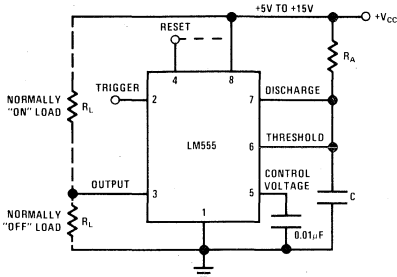 +5V TO +15V
+VCC
RESET
RA
4
8
TRIGGER
2
7
DISCHARGE
NORMALLY
"ON" LOAD
RL
LM555
6
THRESHOLD
CONTROL
VOLTAGE
OUTPUT
3
5
C
NORMALLY
"OFF" LOAD
RL
1
0.01μF